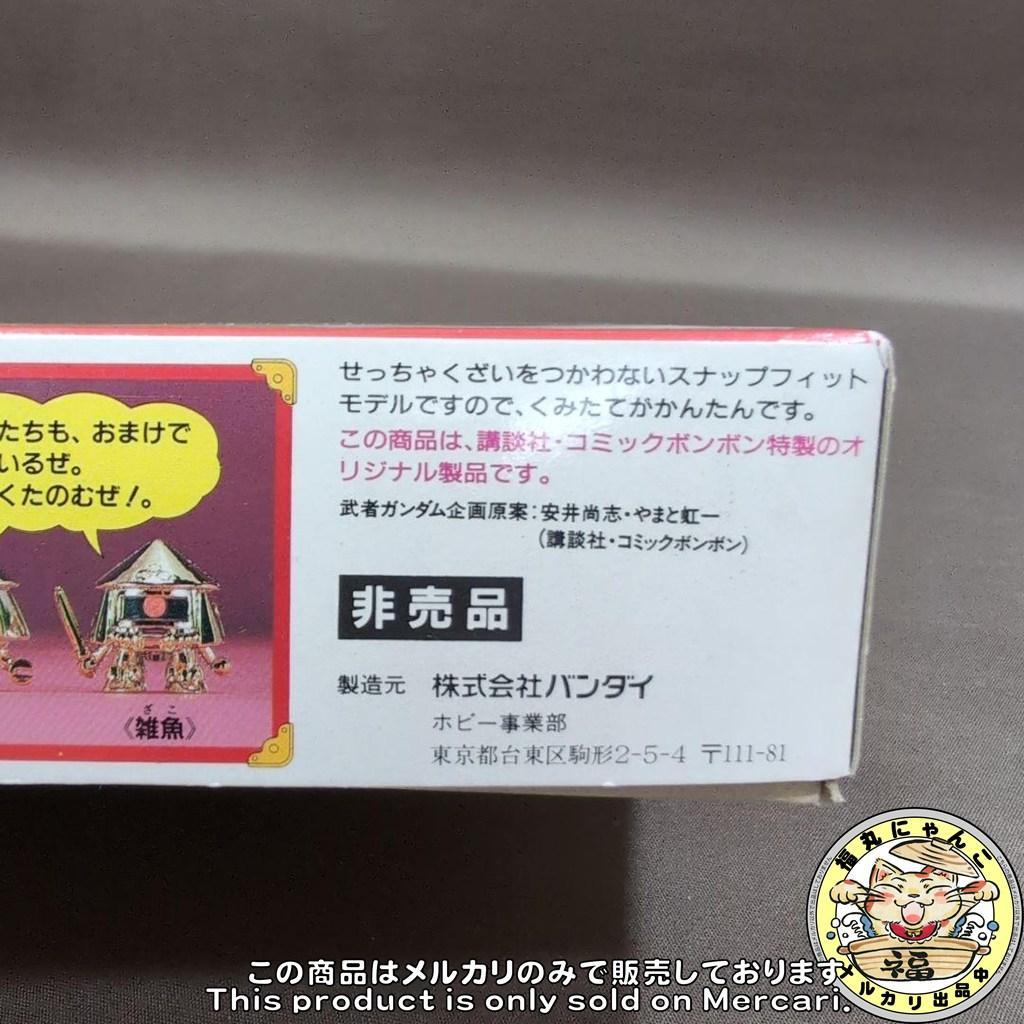 たちも、おまけで
いるぜ。
くたのむぜ!。
ざこ
《雑魚》
せっちゃくざいをつかわないスナップフィット
モデルですので、くみたてがかんたんです。
この商品は、講談社・コミックボンボン特製のオ
リジナル製品です。
武者ガンダム企画原案：安井尚志・やまと虹一
(講談社・コミックボンボン)
非売品
製造元 株式会社バンダイ
ホビー事業部
東京都台東区駒形2-5-4 〒111-81
福丸にゃんこ
福
メルカリ出品中
この商品はメルカリのみで販売しております
This product is only sold on Mercari.